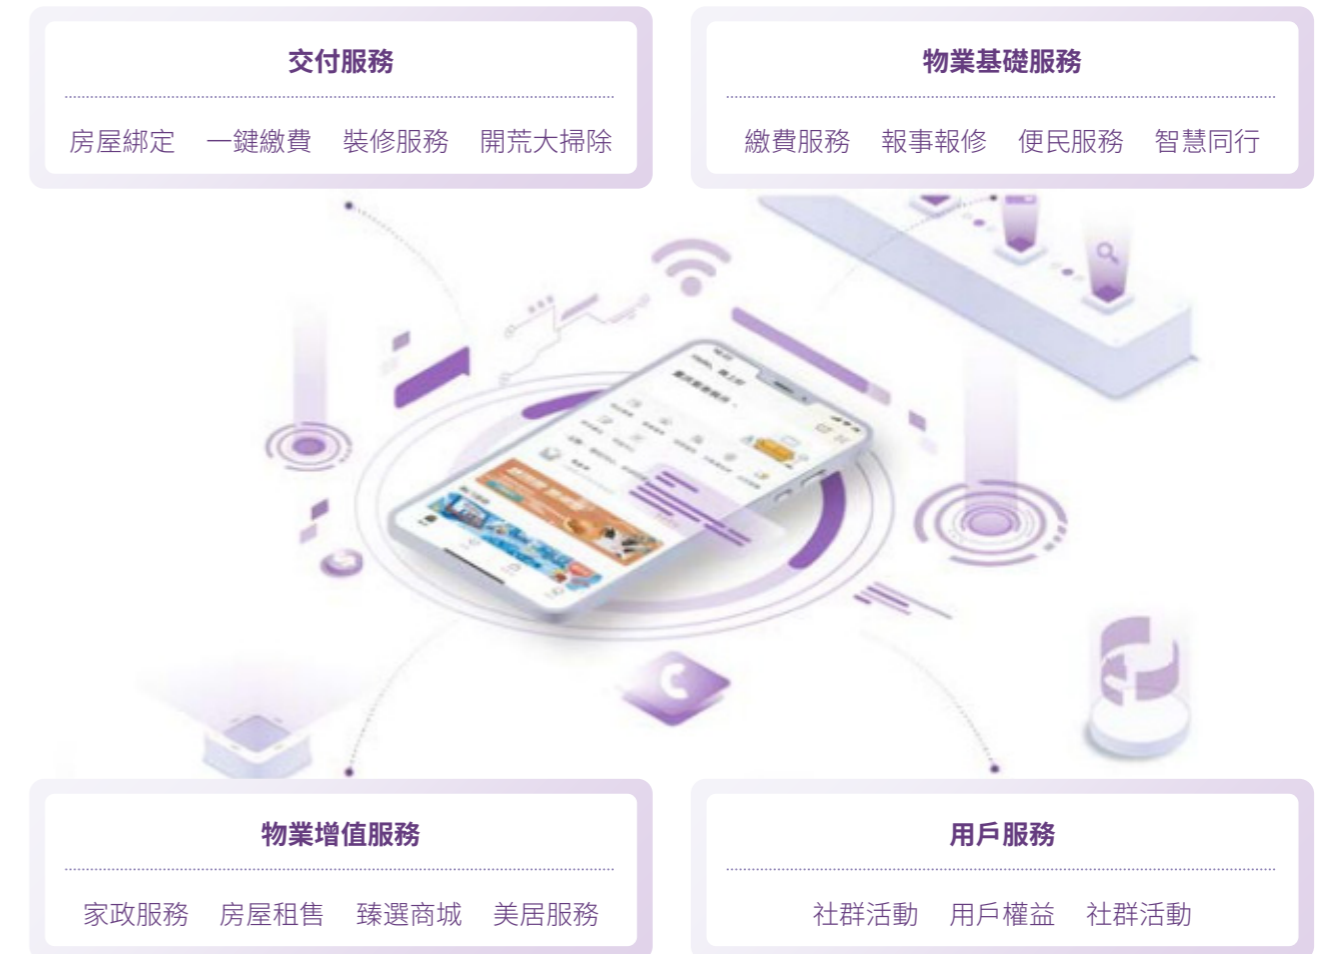 交付服務
房屋綁定 一鍵繳費 裝修服務 開荒大掃除
物業基礎服務
繳費服務 報事報修 便民服務 智慧同行
物業增值服務
家政服務 房屋租售 臻選商城 美居服務
用戶服務
社群活動 用戶權益 社群活動